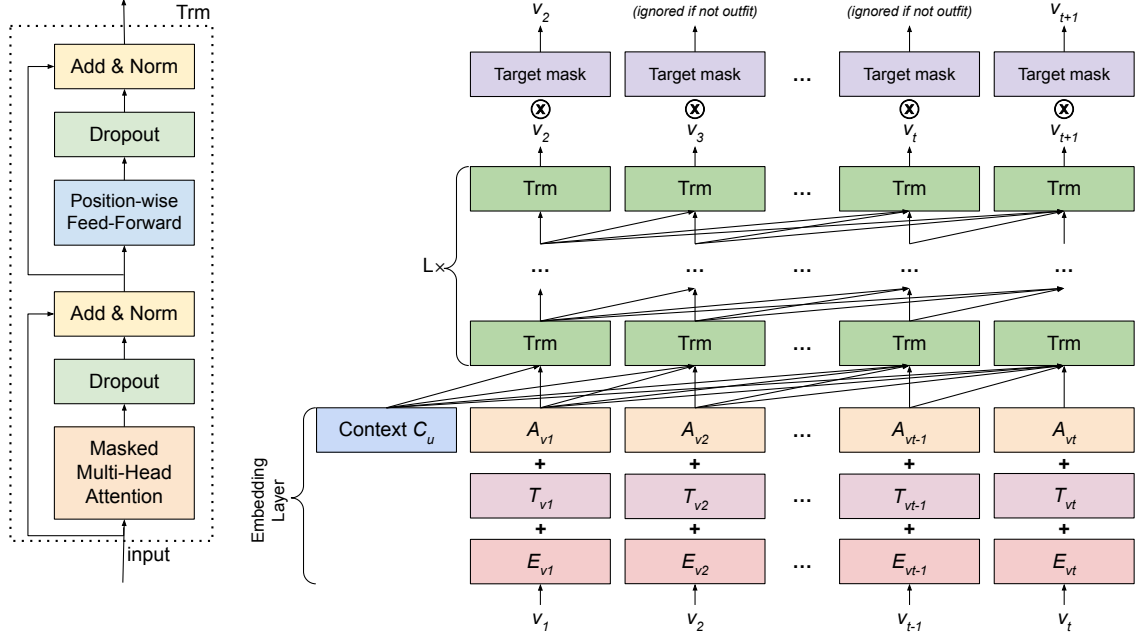 Trm
Add & Norm
Dropout
Position-wise
Feed-Forward
Add & Norm
Dropout
Masked
Multi-Head
Attention
input
v2 (ignored if not outfit) (ignored if not outfit) vt+1
Target mask Target mask ... Target mask Target mask
x x x x
v2 v3 vt vt+1
Trm Trm ... Trm Trm
L×
... ... ... ... ...
Trm Trm ... Trm Trm
Context Cu Av1 Av2 ... Avt-1 Avt
+ + + +
Embedding
Layer
Tv1 Tv2 ... Tvt-1 Tvt
+ + + +
Ev1 Ev2 ... Evt-1 Evt
v1 v2 vt-1 vt